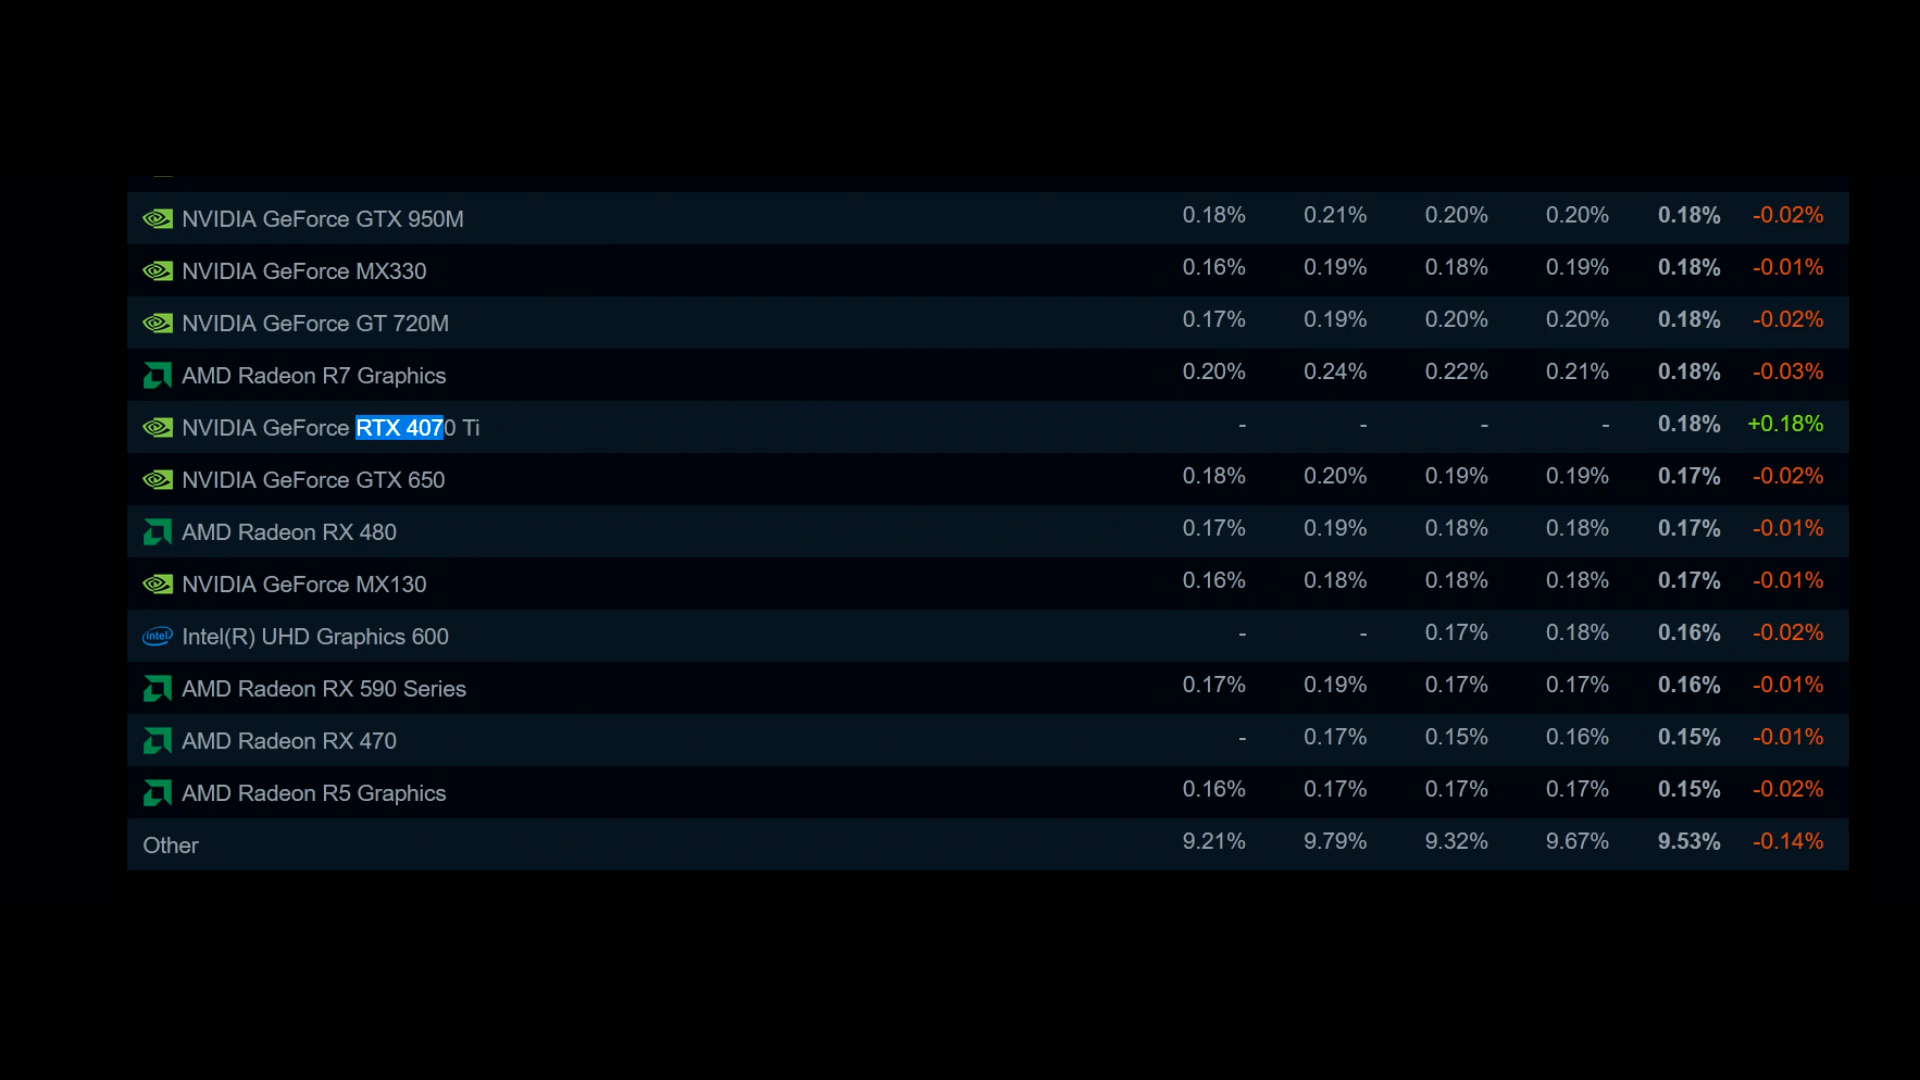 NVIDIA GeForce GTX 950M 0.18% 0.21% 0.20% 0.20% 0.18% -0.02%
NVIDIA GeForce MX330 0.16% 0.19% 0.18% 0.19% 0.18% -0.01%
NVIDIA GeForce GT 720M 0.17% 0.19% 0.20% 0.20% 0.18% -0.02%
AMD Radeon R7 Graphics 0.20% 0.24% 0.22% 0.21% 0.18% -0.03%
NVIDIA GeForce RTX 4070 Ti - - - - 0.18% +0.18%
NVIDIA GeForce GTX 650 0.18% 0.20% 0.19% 0.19% 0.17% -0.02%
AMD Radeon RX 480 0.17% 0.19% 0.18% 0.18% 0.17% -0.01%
NVIDIA GeForce MX130 0.16% 0.18% 0.18% 0.18% 0.17% -0.01%
intel Intel(R) UHD Graphics 600 - - 0.17% 0.18% 0.16% -0.02%
AMD Radeon RX 590 Series 0.17% 0.19% 0.17% 0.17% 0.16% -0.01%
AMD Radeon RX 470 - 0.17% 0.15% 0.16% 0.15% -0.01%
AMD Radeon R5 Graphics 0.16% 0.17% 0.17% 0.17% 0.15% -0.02%
Other 9.21% 9.79% 9.32% 9.67% 9.53% -0.14%